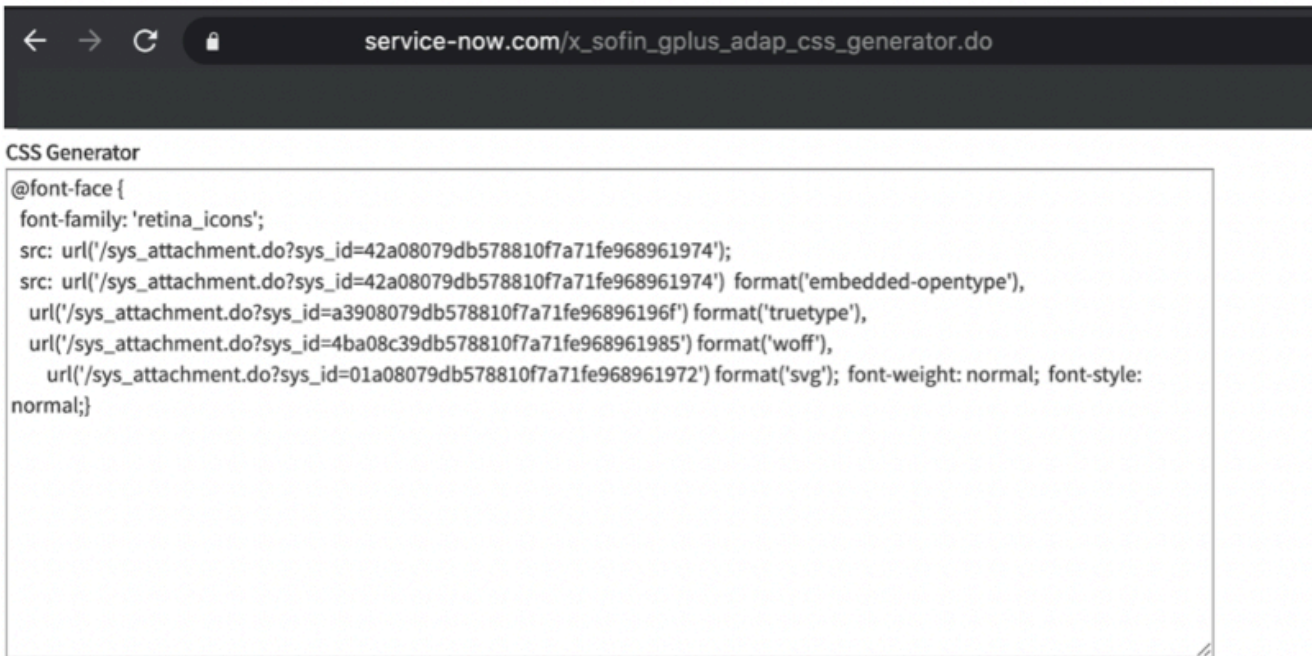 service-now.com/x_sofin_gplus_adap_css_generator.do
CSS Generator
@font-face {
font-family: 'retina_icons';
src: url('/sys_attachment.do?sys_id=42a08079db578810f7a71fe968961974');
src: url('/sys_attachment.do?sys_id=42a08079db578810f7a71fe968961974') format('embedded-opentype'),
url('/sys_attachment.do?sys_id=a3908079db578810f7a71fe96896196f') format('truetype'),
url('/sys_attachment.do?sys_id=4ba08c39db578810f7a71fe968961985') format('woff'),
url('/sys_attachment.do?sys_id=01a08079db578810f7a71fe968961972') format('svg'); font-weight: normal; font-style:
normal;}